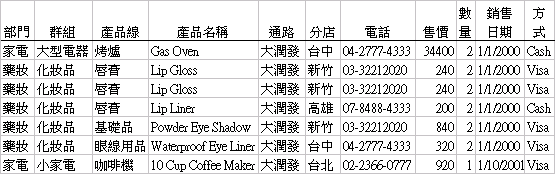 部門 群組 產品線 產品名稱 通路 分店 電話 售價 數量 銷售日期 方式
家電 大型電器 烤爐 Gas Oven 大潤發 台中 04-2777-4333 34400 2 1/1/2000 Cash
藥妝 化妝品 唇膏 Lip Gloss 大潤發 新竹 03-32212020 240 2 1/1/2000 Visa
藥妝 化妝品 唇膏 Lip Gloss 大潤發 新竹 03-32212020 240 2 1/1/2000 Visa
藥妝 化妝品 唇膏 Lip Liner 大潤發 高雄 07-8488-4333 200 2 1/1/2000 Cash
藥妝 化妝品 基礎品 Powder Eye Shadow 大潤發 新竹 03-32212020 840 2 1/1/2000 Visa
藥妝 化妝品 眼線用品 Waterproof Eye Liner 大潤發 台中 04-2777-4333 320 2 1/1/2000 Visa
家電 小家電 咖啡機 10 Cup Coffee Maker 大潤發 台北 02-2366-0777 920 1 1/10/2001 Visa